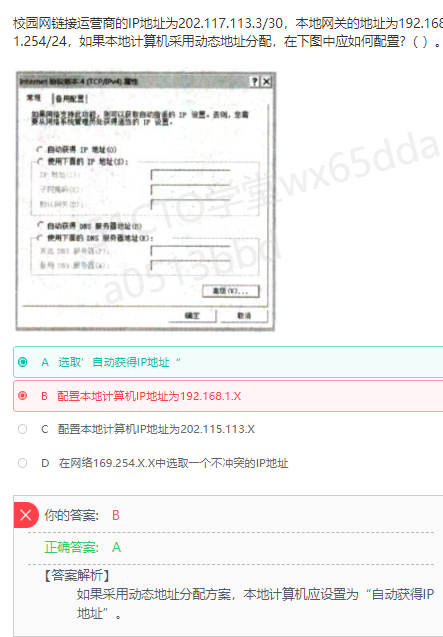 校园网链接运营商的IP地址为202.117.113.3/30，本地网关的地址为192.168.
1.254/24，如果本地计算机采用动态地址分配，在下图中应如何配置?（ ）。
Internet 协议版本 4 (TCP/IPv4) 属性
常规 备用配置
如果网络支持此功能，则可以获取自动指派的 IP 设置。否则，您需
要从网络系统管理员处获得适当的 IP 设置。
自动获得 IP 地址(O)
使用下面的 IP 地址(S):
IP 地址(I):
子网掩码(U):
默认网关(D):
自动获得 DNS 服务器地址(B)
使用下面的 DNS 服务器地址(E):
首选 DNS 服务器(P):
备用 DNS 服务器(A):
高级(V)...
确定 取消
51CTO学堂wx65dda
a0513bbd
A 选取’自动获得IP地址“
B 配置本地计算机IP地址为192.168.1.X
C 配置本地计算机IP地址为202.115.113.X
D 在网络169.254.X.X中选取一个不冲突的IP地址
你的答案: B
正确答案: A
【答案解析】
如果采用动态地址分配方案，本地计算机应设置为“自动获得IP
地址”。